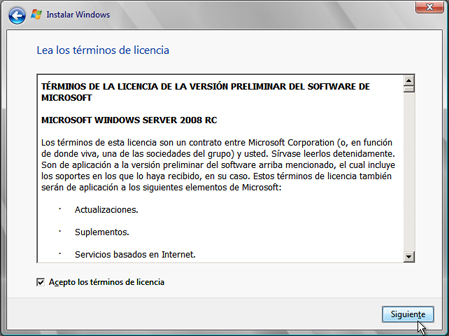 Instalar Windows
Lea los términos de licencia
TÉRMINOS DE LA LICENCIA DE LA VERSIÓN PRELIMINAR DEL SOFTWARE DE
MICROSOFT
MICROSOFT WINDOWS SERVER 2008 RC
Los términos de esta licencia son un contrato entre Microsoft Corporation (o, en función
de donde viva, una de las sociedades del grupo) y usted. Sírvase leerlos detenidamente.
Son de aplicación a la versión preliminar del software arriba mencionado, el cual incluye
los soportes en los que lo haya recibido, en su caso. Estos términos de licencia también
serán de aplicación a los siguientes elementos de Microsoft:
· Actualizaciones.
· Suplementos.
· Servicios basados en Internet.
Acepto los términos de licencia
Siguiente